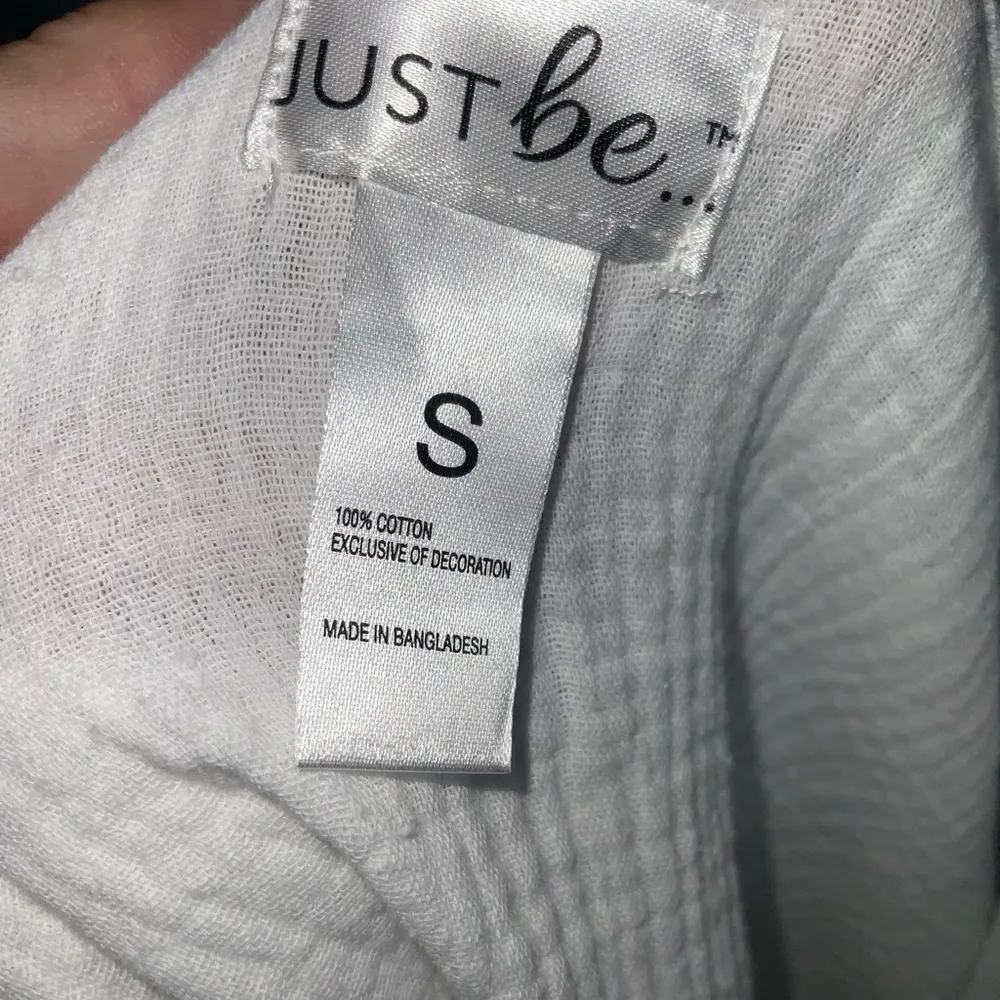 JUST be...™
S
100% COTTON
EXCLUSIVE OF DECORATION
MADE IN BANGLADESH